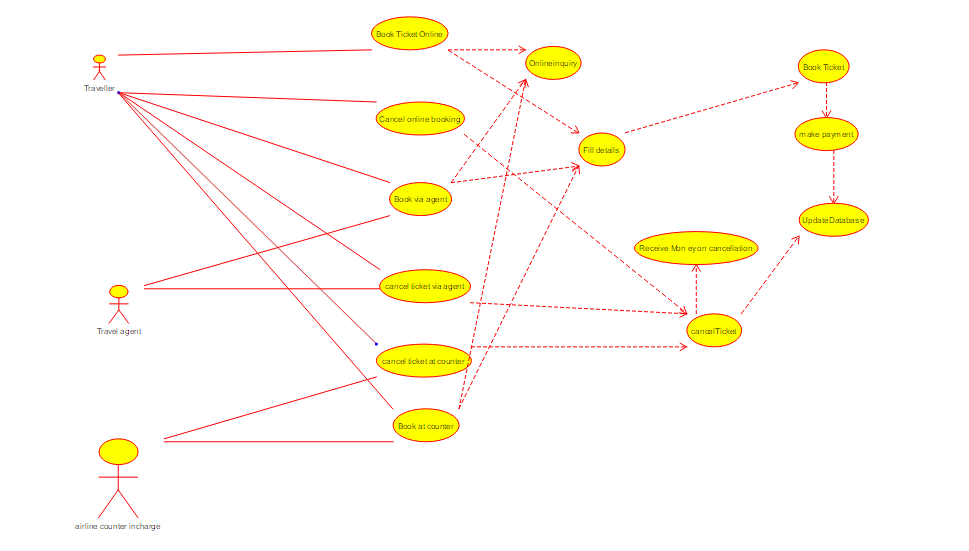 Book Ticket Online
Onlineinquiry
Book Ticket
Traveller
Cancel online booking
make payment
Fill details
Book via agent
UpdateDatabase
Receive Mon ey on cancellation
cancel ticket via agent
Travel agent
cancelTicket
cancel ticket at counter
Book at counter
airline counter incharge